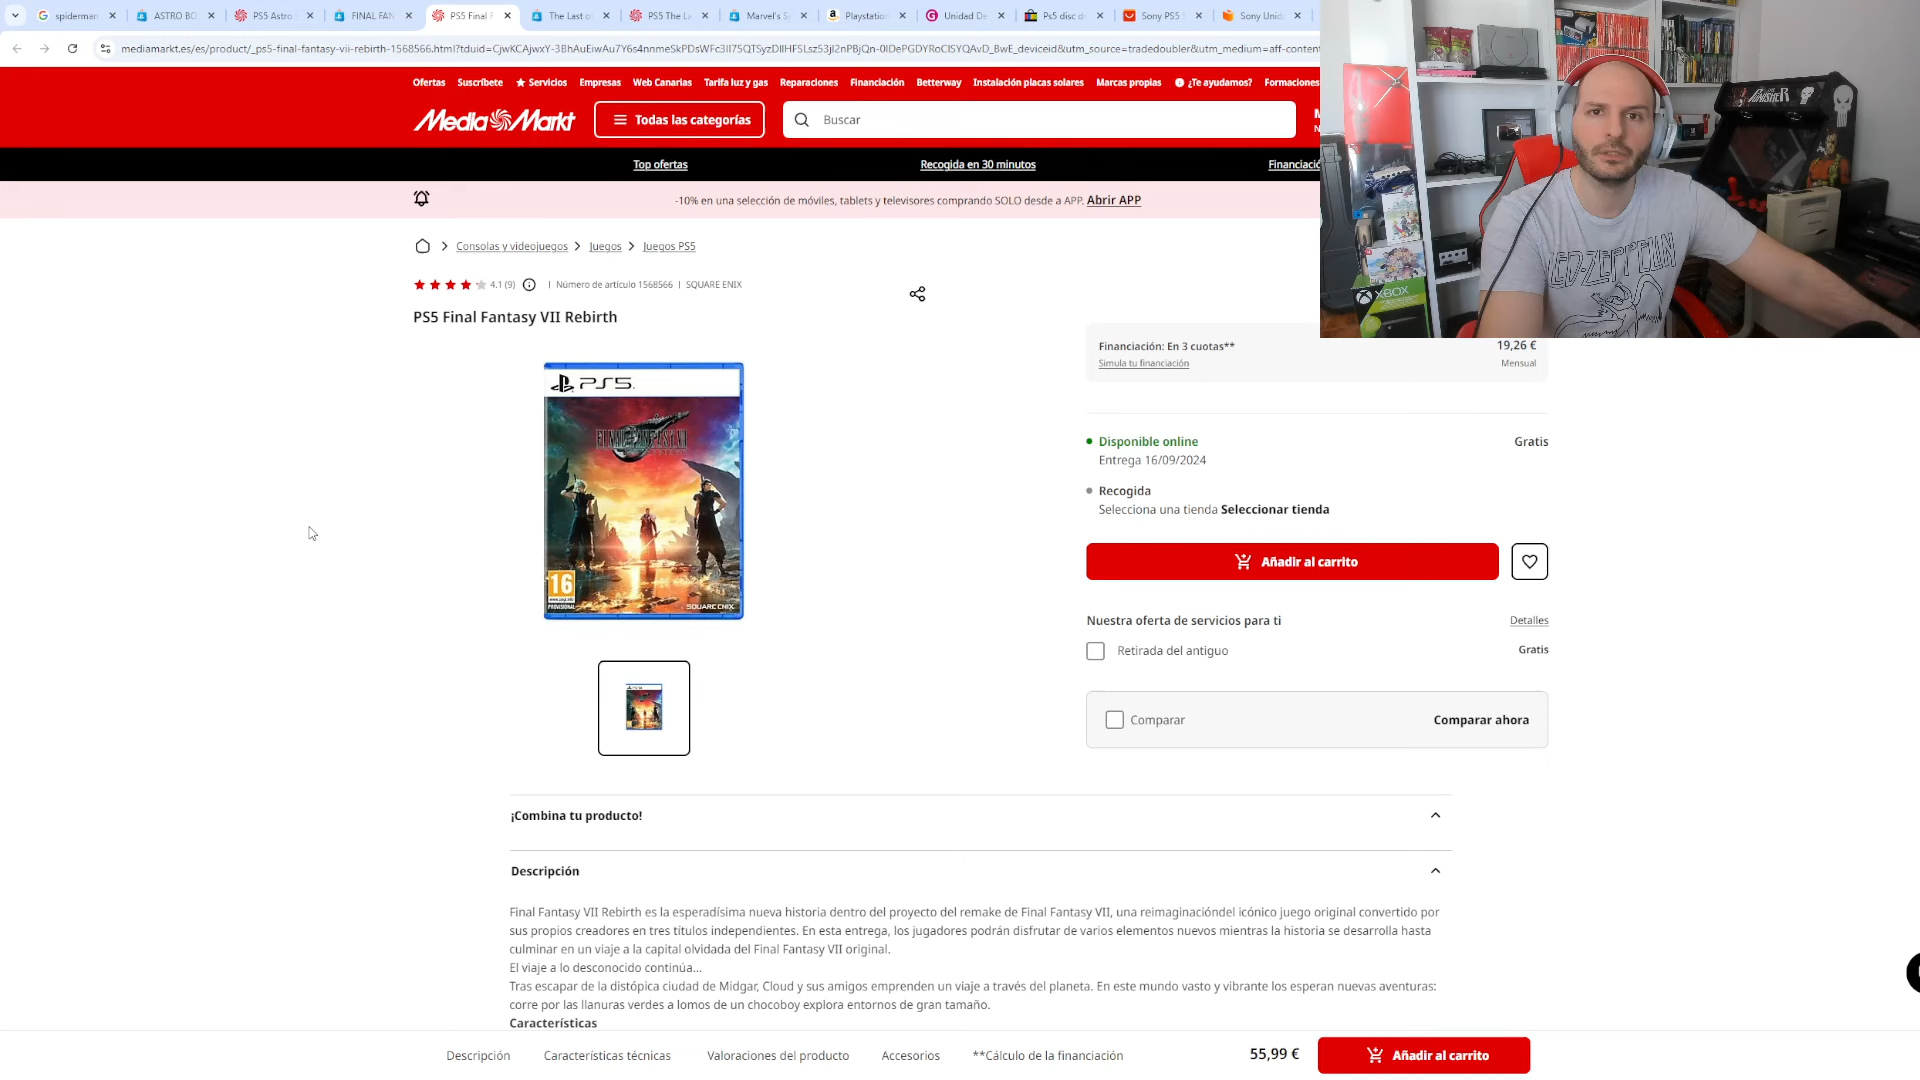 spiderman
ASTRO BO
PS5 Astro
FINAL FAN
PS5 Final F
The Last o
PS5 The La
Marvel's S
Playstation
Unidad De
Ps5 disc d
Sony PS5 S
Sony Unid
mediamarkt.es/es/product/_ps5-final-fantasy-vii-rebirth-1568566.html?tduid=
Ofertas
Suscríbete
Servicios
Empresas
Web Canarias
Tarifa luz y gas
Reparaciones
Financiación
Betterway
Instalación placas solares
Marcas propias
¿Te ayudamos?
Formaciones
MediaMarkt
Todas las categorías
Buscar
Top ofertas
Recogida en 30 minutos
-10% en una selección de móviles, tablets y televisores comprando SOLO desde a APP. Abrir APP
Consolas y videojuegos
Juegos
Juegos PS5
4.1 (9)
Número de artículo 1568566 | SQUARE ENIX
PS5 Final Fantasy VII Rebirth
PS5
FINAL FANTASY VII
16
PROVISIONAL
SQUARE ENIX
Financiación: En 3 cuotas**
19,26 €
Simula tu financiación
Mensual
Disponible online
Gratis
Entrega 16/09/2024
Recogida
Selecciona una tienda Seleccionar tienda
Añadir al carrito
Nuestra oferta de servicios para ti
Detalles
Retirada del antiguo
Gratis
Comparar
Comparar ahora
¡Combina tu producto!
Descripción
Final Fantasy VII Rebirth es la esperadísima nueva historia dentro del proyecto del remake de Final Fantasy VII, una reimaginacióndel icónico juego original convertido por
sus propios creadores en tres títulos independientes. En esta entrega, los jugadores podrán disfrutar de varios elementos nuevos mientras la historia se desarrolla hasta
culminar en un viaje a la capital olvidada del Final Fantasy VII original.
El viaje a lo desconocido continúa...
Tras escapar de la distópica ciudad de Midgar, Cloud y sus amigos emprenden un viaje a través del planeta. En este mundo vasto y vibrante los esperan nuevas aventuras:
corre por las llanuras verdes a lomos de un chocoboy explora entornos de gran tamaño.
Características
Descripción
Características técnicas
Valoraciones del producto
Accesorios
**Cálculo de la financiación
55,99 €
Añadir al carrito
PUNISHER
LED-ZEPPELIN
XBOX